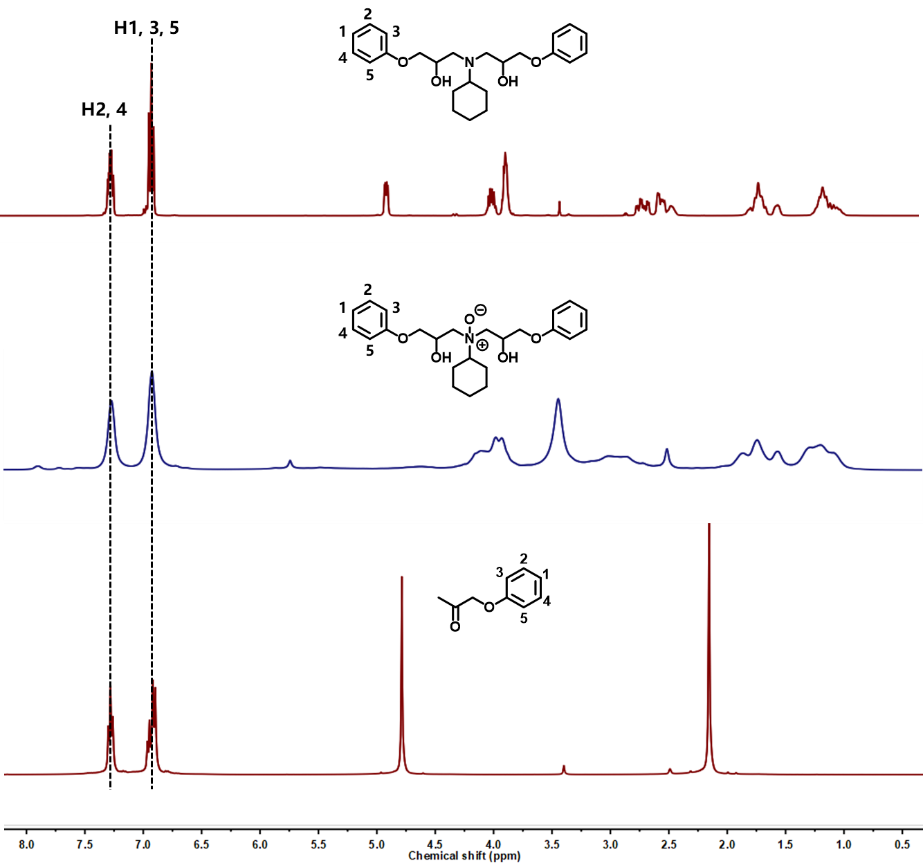 H1, 3, 5
H2, 4
2
1
3
4
5
O
N
O
OH
OH
2
1
3
4
5
O
O
⊖
N
⊕
O
OH
OH
2
3
1
4
5
O
O
8.0 7.5 7.0 6.5 6.0 5.5 5.0 4.5 4.0 3.5 3.0 2.5 2.0 1.5 1.0 0.5
Chemical shift (ppm)